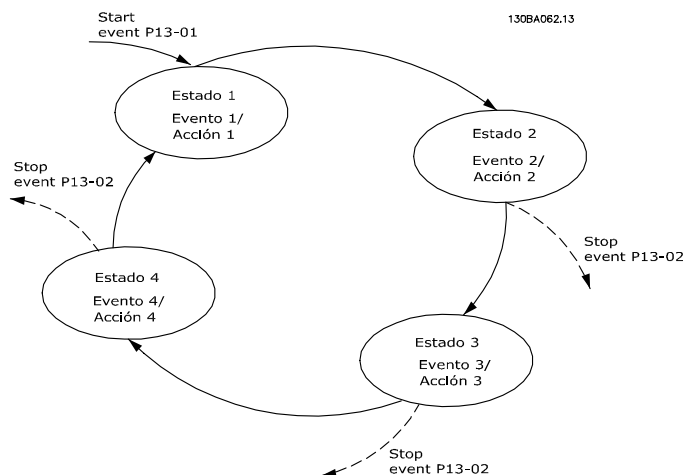 Start
event P13-01
130BA062.13
Estado 1
Evento 1/
Acción 1
Estado 2
Evento 2/
Acción 2
Stop
event P13-02
Stop
event P13-02
Estado 4
Evento 4/
Acción 4
Estado 3
Evento 3/
Acción 3
Stop
event P13-02